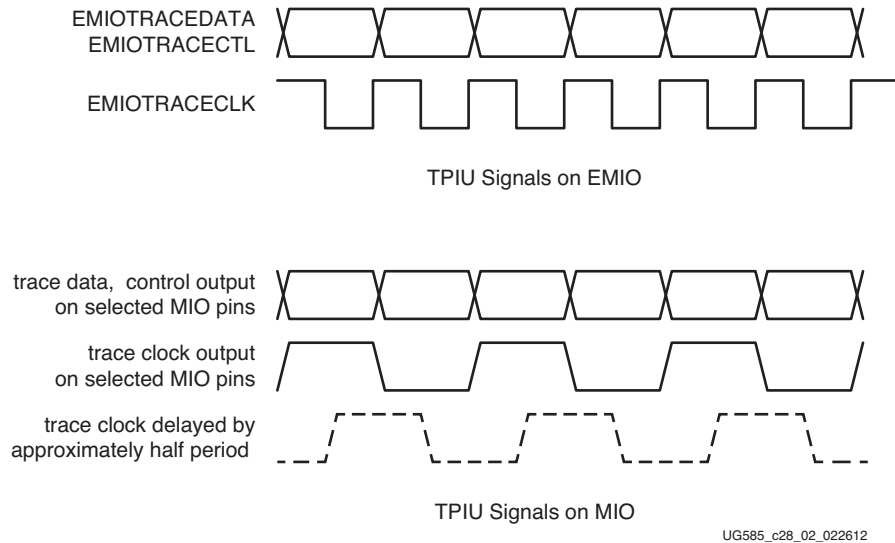 EMIOTRACEDATA
EMIOTRACECTL
EMIOTRACECLK
TPIU Signals on EMIO
trace data, control output
on selected MIO pins
trace clock output
on selected MIO pins
trace clock delayed by
approximately half period
TPIU Signals on MIO
UG585_c28_02_022612